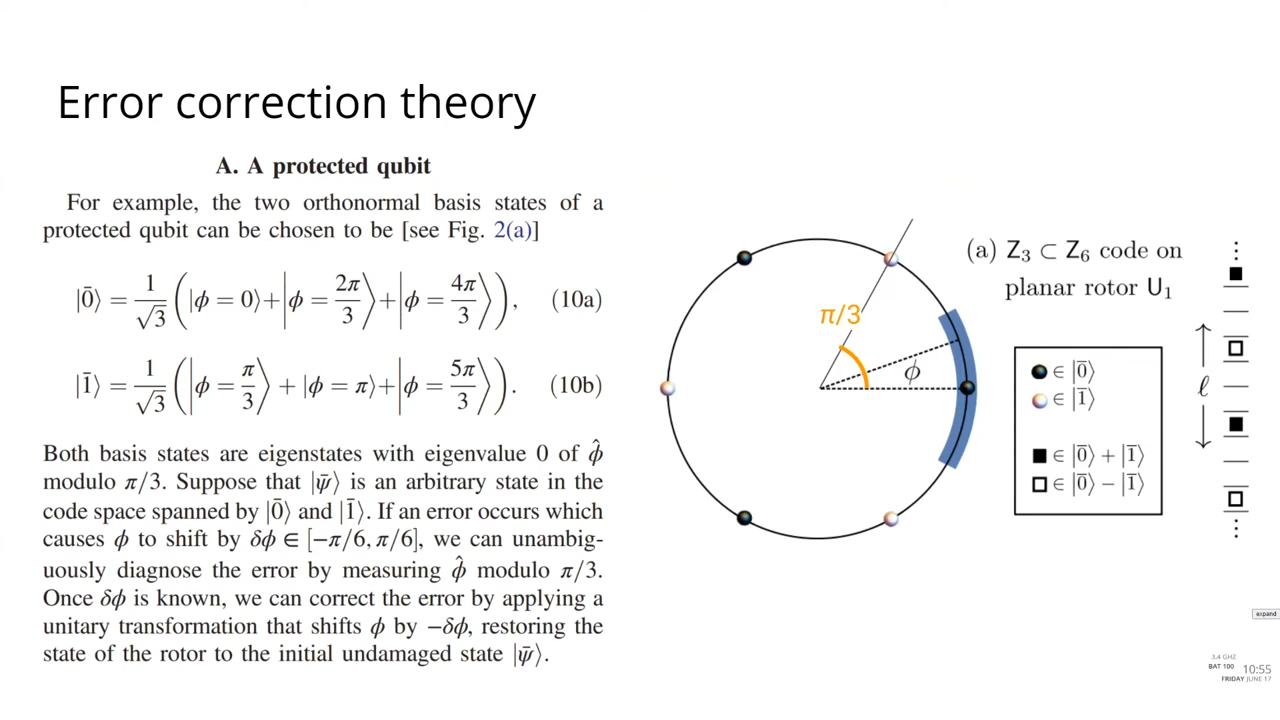 Error correction theory
A. A protected qubit
For example, the two orthonormal basis states of a
protected qubit can be chosen to be [see Fig. 2(a)]
|0̄⟩ = 1/√3 (|ϕ = 0⟩ + |ϕ = 2π/3⟩ + |ϕ = 4π/3⟩), (10a)
|1̄⟩ = 1/√3 (|ϕ = π/3⟩ + |ϕ = π⟩ + |ϕ = 5π/3⟩). (10b)
Both basis states are eigenstates with eigenvalue 0 of ϕ̂
modulo π/3. Suppose that |ψ̄⟩ is an arbitrary state in the
code space spanned by |0̄⟩ and |1̄⟩. If an error occurs which
causes ϕ to shift by δϕ ∈ [−π/6, π/6], we can unambig-
uously diagnose the error by measuring ϕ̂ modulo π/3.
Once δϕ is known, we can correct the error by applying a
unitary transformation that shifts ϕ by −δϕ, restoring the
state of the rotor to the initial undamaged state |ψ̄⟩.
π/3
ϕ
(a) Z₃ ⊂ Z₆ code on
planar rotor U₁
∈ |0̄⟩
∈ |1̄⟩
∈ |0̄⟩ + |1̄⟩
∈ |0̄⟩ − |1̄⟩
ℓ
expand
3.4 GHZ
BAT 100
10:55
FRIDAY JUNE 17